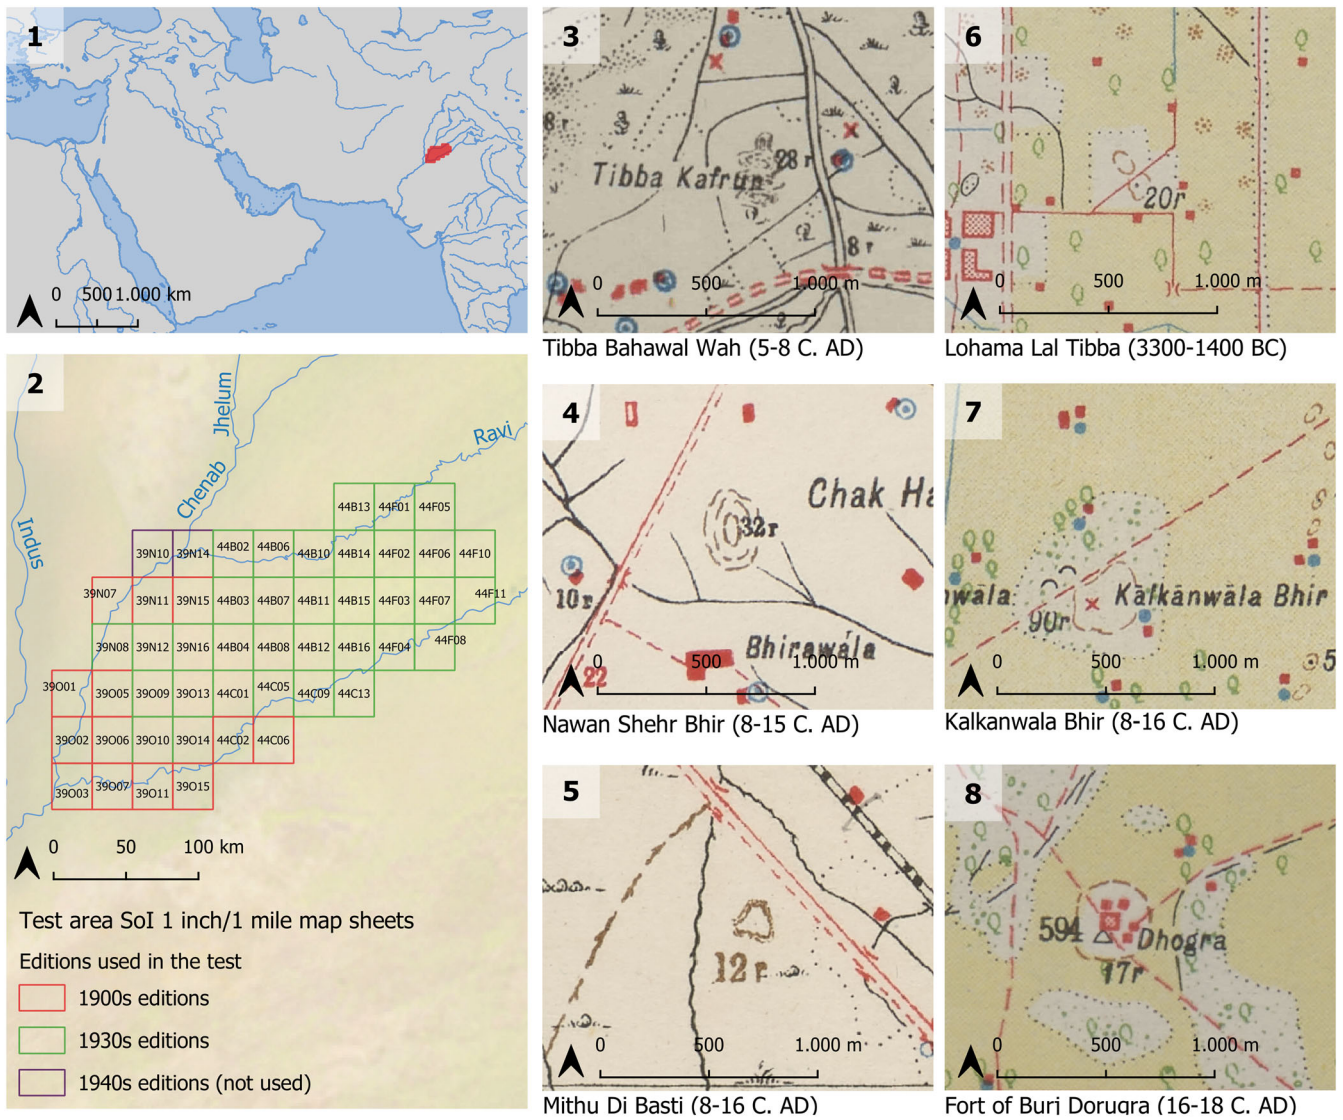 1
0 500 1.000 km
2
Indus
Chenab
Jhelum
Ravi
44B13 44F01 44F05
39N10 39N14 44B02 44B06 44B10 44B14 44F02 44F06 44F10
39N07 39N11 39N15 44B03 44B07 44B11 44B15 44F03 44F07 44F11
39N08 39N12 39N16 44B04 44B08 44B12 44B16 44F04 44F08
39O01 39O05 39O09 39O13 44C01 44C05 44C09 44C13
39O02 39O06 39O10 39O14 44C02 44C06
39O03 39O07 39O11 39O15
0 50 100 km
Test area SoI 1 inch/1 mile map sheets
Editions used in the test
1900s editions
1930s editions
1940s editions (not used)
3
8r
28r
Tibba Kafrun
8r
0 500 1.000 m
Tibba Bahawal Wah (5-8 C. AD)
4
Chak Ha
32r
10r
Bhirawála
22
0 500 1.000 m
Nawan Shehr Bhir (8-15 C. AD)
5
12r
0 500 1.000 m
Mithu Di Basti (8-16 C. AD)
6
20r
0 500 1.000 m
Lohama Lal Tibba (3300-1400 BC)
7
nwāla
Kālkānwāla Bhir
90r
5
0 500 1.000 m
Kalkanwala Bhir (8-16 C. AD)
8
594
Dhogra
17r
0 500 1.000 m
Fort of Burj Dorugra (16-18 C. AD)